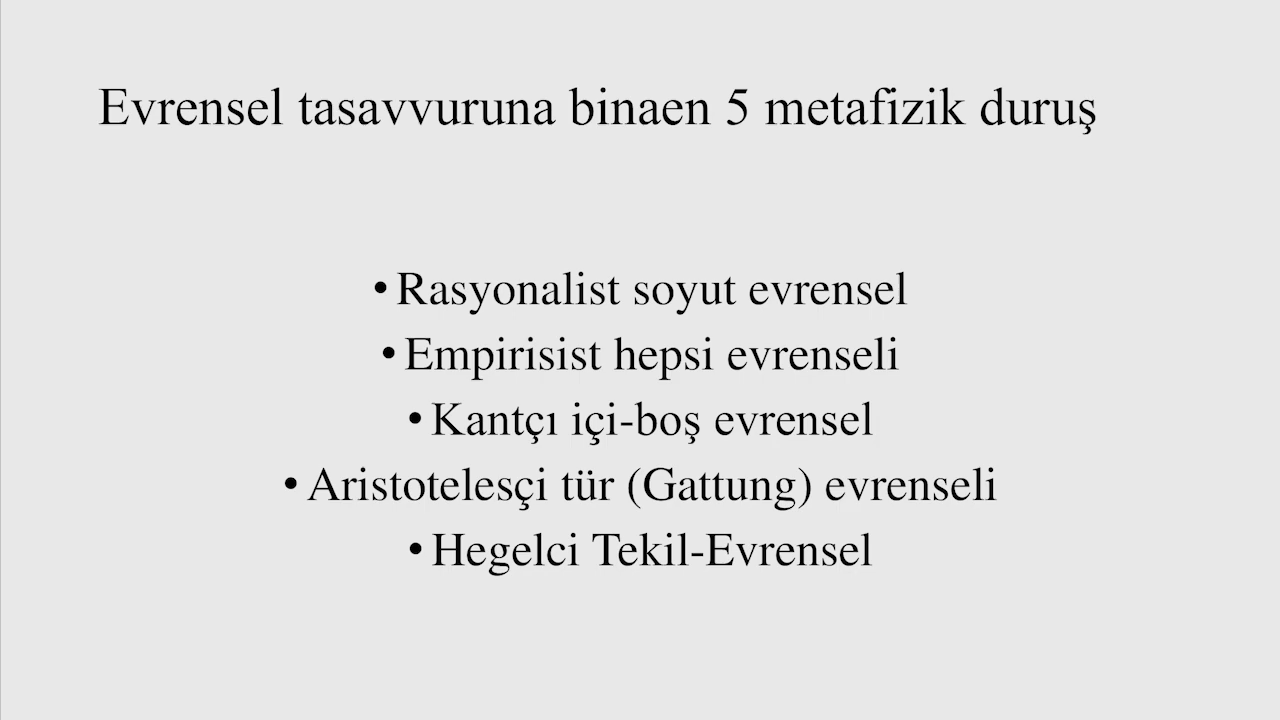 Evrensel tasavvuruna binaen 5 metafizik duruş
• Rasyonalist soyut evrensel
• Empirisist hepsi evrenseli
• Kantçı içi-boş evrensel
• Aristotelesçi tür (Gattung) evrenseli
• Hegelci Tekil-Evrensel